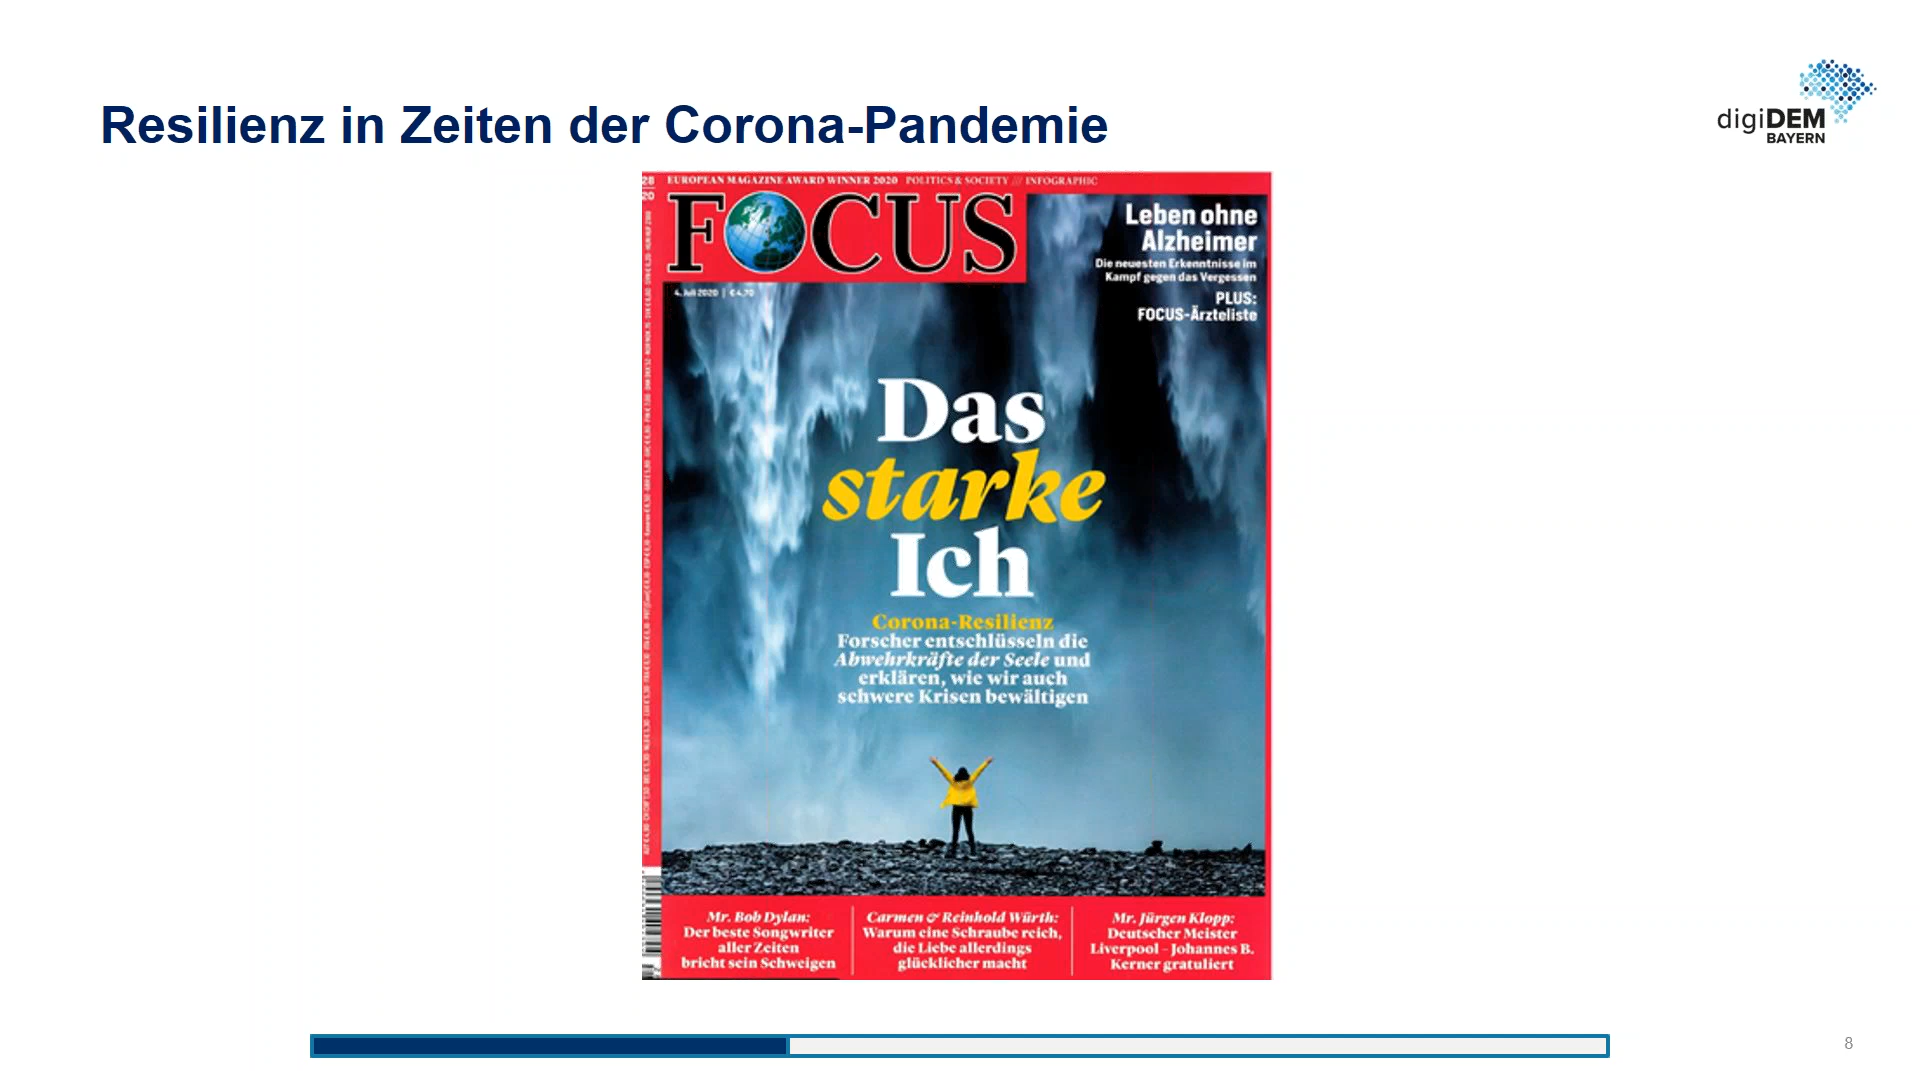 Resilienz in Zeiten der Corona-Pandemie
digiDEM
BAYERN
28
20
EUROPEAN MAGAZINE AWARD WINNER 2020 POLITICS & SOCIETY /// INFOGRAPHIC
FOCUS
4. Juli 2020 | € 4,70
Leben ohne
Alzheimer
Die neuesten Erkenntnisse im
Kampf gegen das Vergessen
PLUS:
FOCUS-Ärzteliste
Das
starke
Ich
Corona-Resilienz
Forscher entschlüsseln die
Abwehrkräfte der Seele und
erklären, wie wir auch
schwere Krisen bewältigen
Mr. Bob Dylan:
Der beste Songwriter
aller Zeiten
bricht sein Schweigen
Carmen & Reinhold Würth:
Warum eine Schraube reich,
die Liebe allerdings
glücklicher macht
Mr. Jürgen Klopp:
Deutscher Meister
Liverpool – Johannes B.
Kerner gratuliert
8